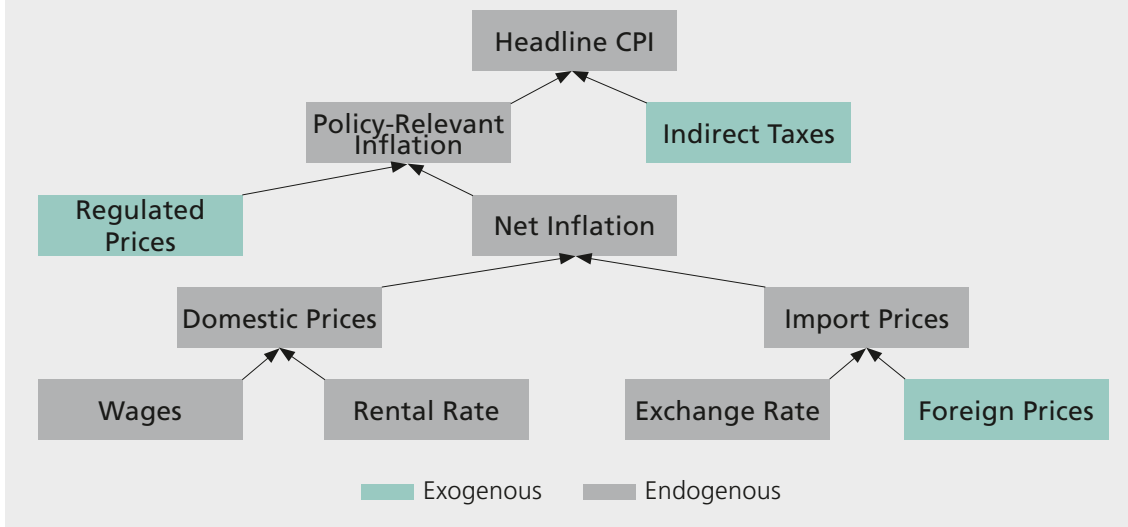 Headline CPI
Policy-Relevant
Inflation
Indirect Taxes
Regulated
Prices
Net Inflation
Domestic Prices
Import Prices
Wages
Rental Rate
Exchange Rate
Foreign Prices
Exogenous
Endogenous